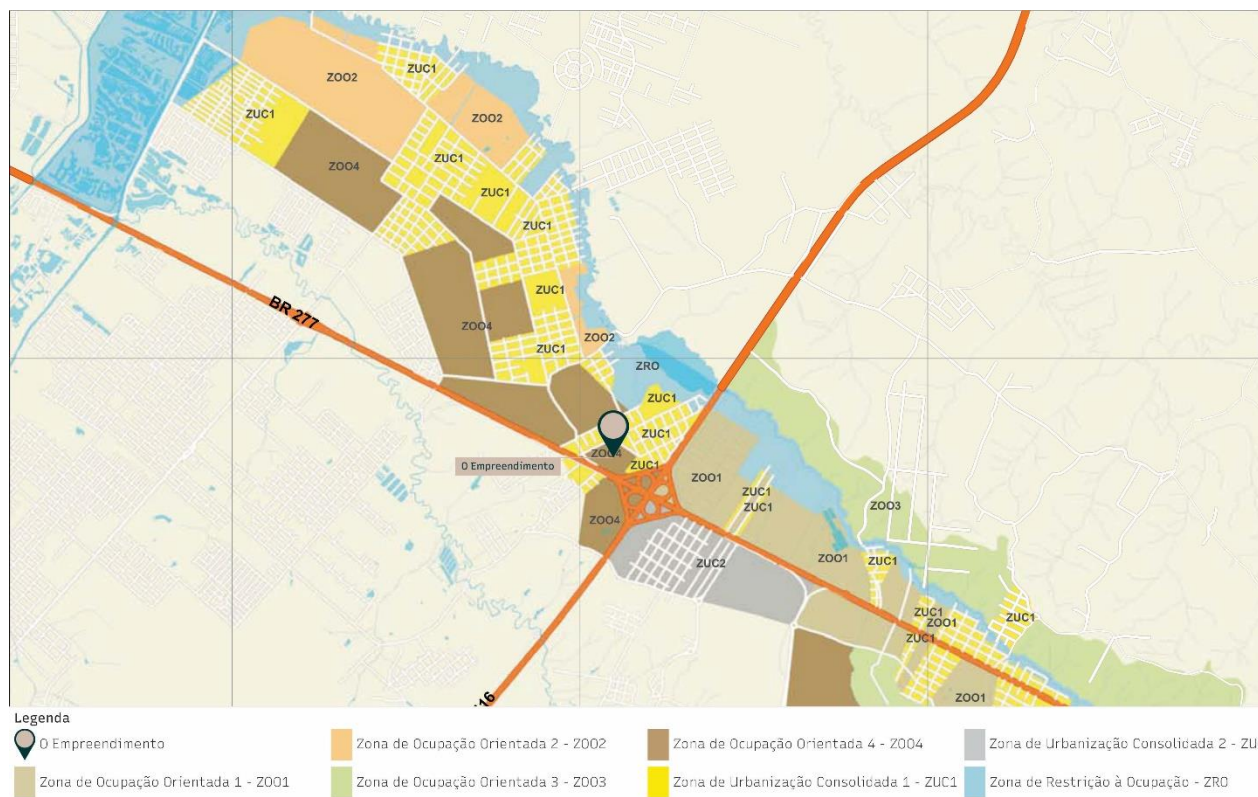 ZOO2
ZUC1
ZOO2
ZUC1
ZOO4
ZUC1
ZUC1
ZUC1
BR 277
ZUC1
ZOO4
ZUC1
ZOO2
ZRO
ZUC1
ZUC1
ZOO4
ZUC1
O Empreendimento
ZOO1
ZUC1
ZUC1
ZOO3
ZOO4
ZOO1
ZUC2
ZUC1
ZUC1
ZUC1
ZOO1
ZUC1
ZOO1
16
Legenda
O Empreendimento
Zona de Ocupação Orientada 2 - ZOO2
Zona de Ocupação Orientada 4 - ZOO4
Zona de Urbanização Consolidada 2 - ZU
Zona de Ocupação Orientada 1 - ZOO1
Zona de Ocupação Orientada 3 - ZOO3
Zona de Urbanização Consolidada 1 - ZUC1
Zona de Restrição à Ocupação - ZRO